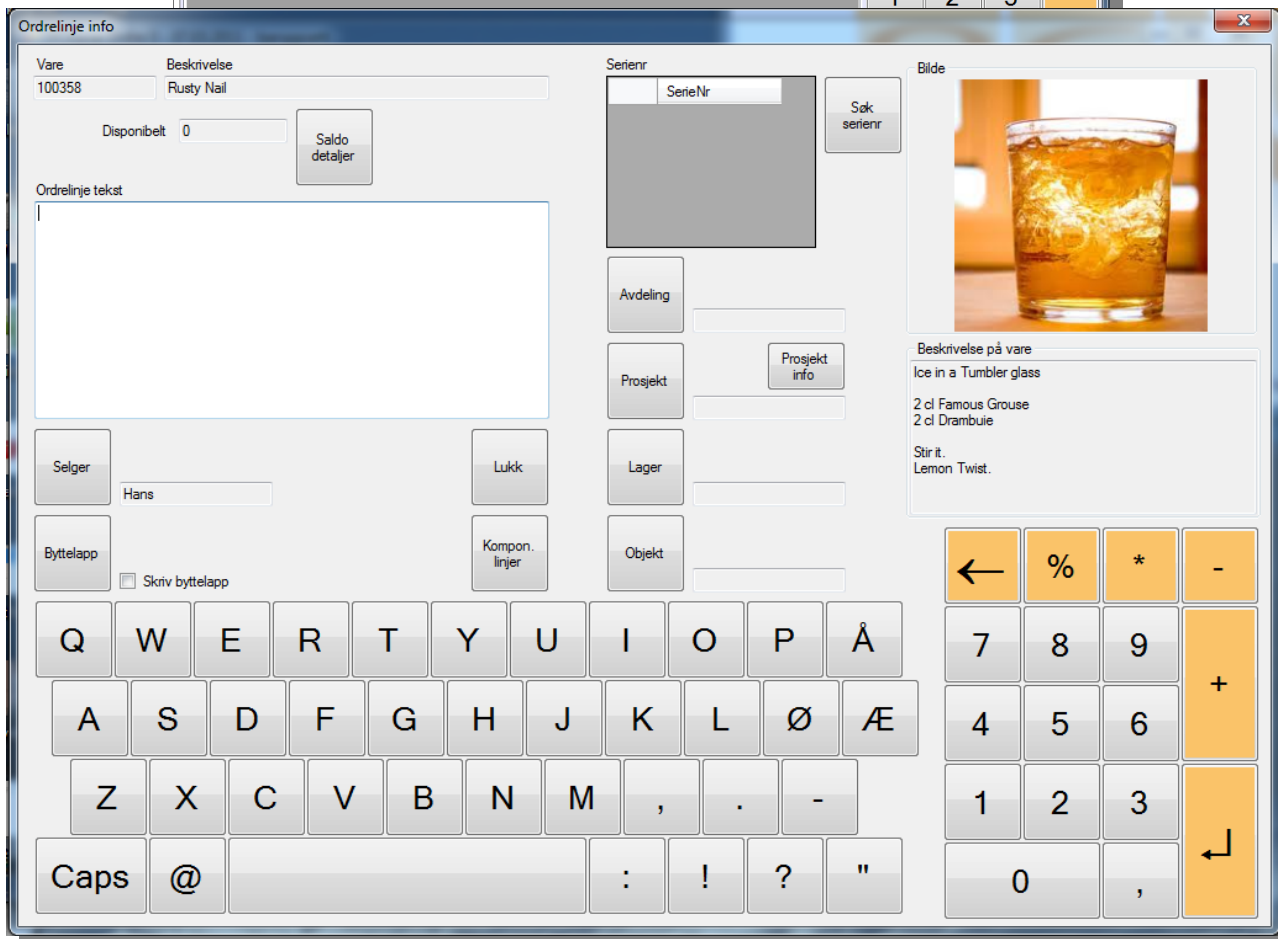 1 2 3
Ordrelinje info
Vare Beskrivelse
100358 Rusty Nail
Disponibelt 0
Saldo
detaljer
Ordrelinje tekst
Serienr
SerieNr
Søk
serienr
Avdeling
Prosjekt
Prosjekt
info
Lager
Objekt
Selger
Hans
Lukk
Byttelapp
Skriv byttelapp
Kompon.
linjer
Bilde
Beskrivelse på vare
Ice in a Tumbler glass
2 cl Famous Grouse
2 cl Drambuie
Stir it.
Lemon Twist.
Q W E R T Y U I O P Å
A S D F G H J K L Ø Æ
Z X C V B N M , . -
Caps @ : ! ? "
← % * -
7 8 9 +
4 5 6
1 2 3 ↵
0 ,